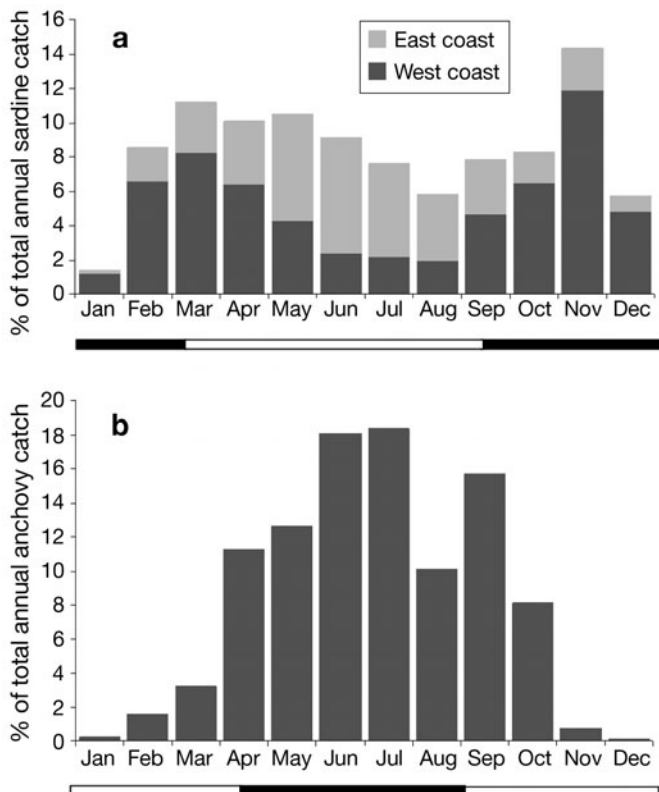 % of total annual sardine catch
16
14
12
10
8
6
4
2
0
a
East coast
West coast
Jan Feb Mar Apr May Jun Jul Aug Sep Oct Nov Dec
% of total annual anchovy catch
20
18
16
14
12
10
8
6
4
2
0
b
Jan Feb Mar Apr May Jun Jul Aug Sep Oct Nov Dec